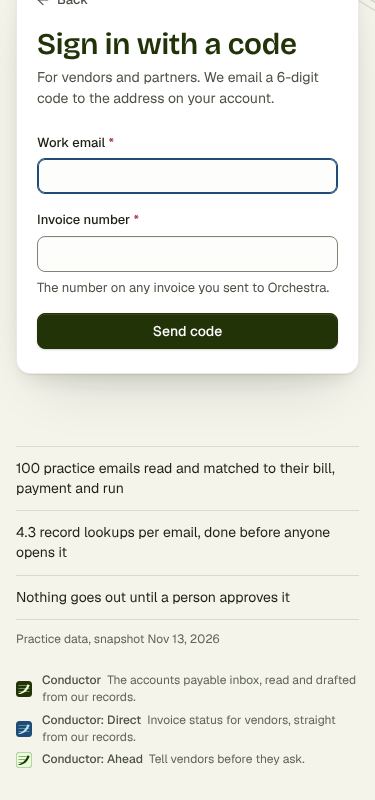 Back
Sign in with a code
For vendors and partners. We email a 6-digit
code to the address on your account.
Work email *
Invoice number *
The number on any invoice you sent to Orchestra.
Send code
100 practice emails read and matched to their bill,
payment and run
4.3 record lookups per email, done before anyone
opens it
Nothing goes out until a person approves it
Practice data, snapshot Nov 13, 2026
Conductor The accounts payable inbox, read and drafted
from our records.
Conductor: Direct Invoice status for vendors, straight
from our records.
Conductor: Ahead Tell vendors before they ask.